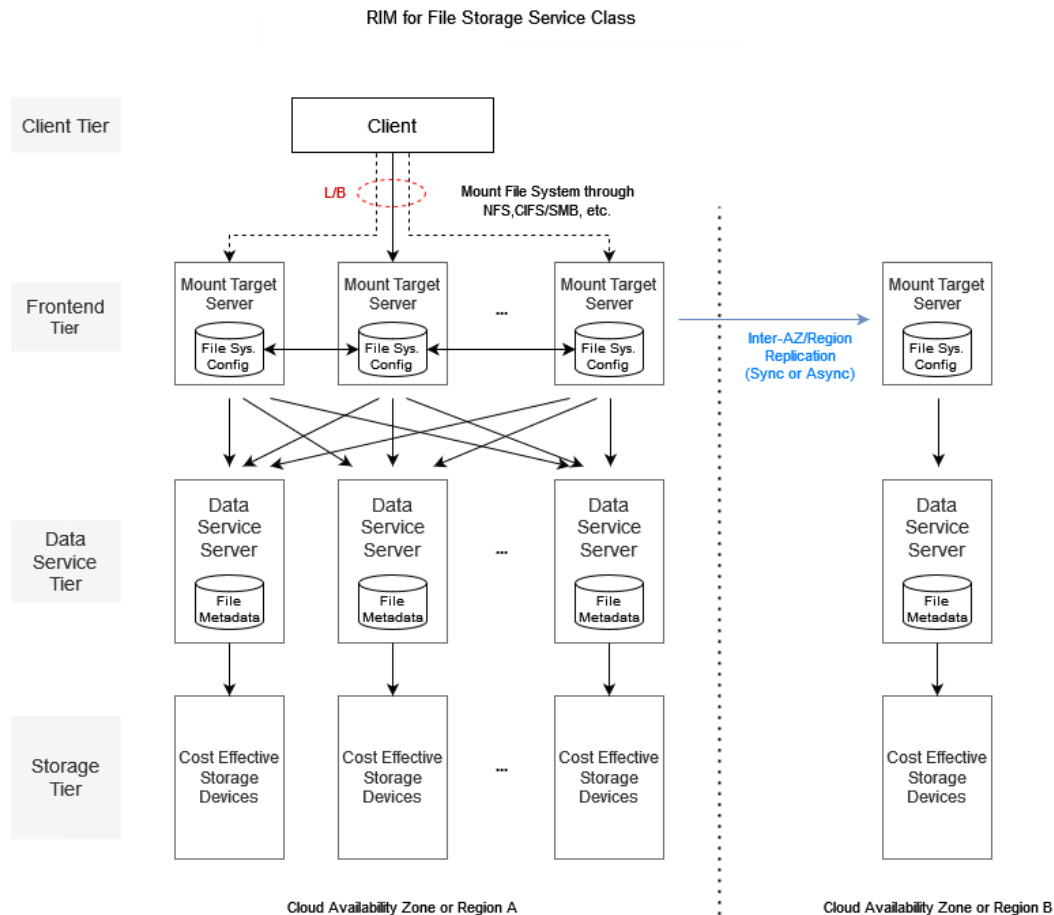 RIM for File Storage Service Class
Client Tier
Client
L/B
Mount File System through
NFS,CIFS/SMB, etc.
Frontend
Tier
Mount Target
Server
File Sys.
Config
Mount Target
Server
File Sys.
Config
...
Mount Target
Server
File Sys.
Config
Inter-AZ/Region
Replication
(Sync or Async)
Mount Target
Server
File Sys.
Config
Data
Service
Tier
Data
Service
Server
File
Metadata
Data
Service
Server
File
Metadata
...
Data
Service
Server
File
Metadata
Data
Service
Server
File
Metadata
Storage
Tier
Cost Effective
Storage
Devices
Cost Effective
Storage
Devices
...
Cost Effective
Storage
Devices
Cost Effective
Storage
Devices
Cloud Availability Zone or Region A
Cloud Availability Zone or Region B